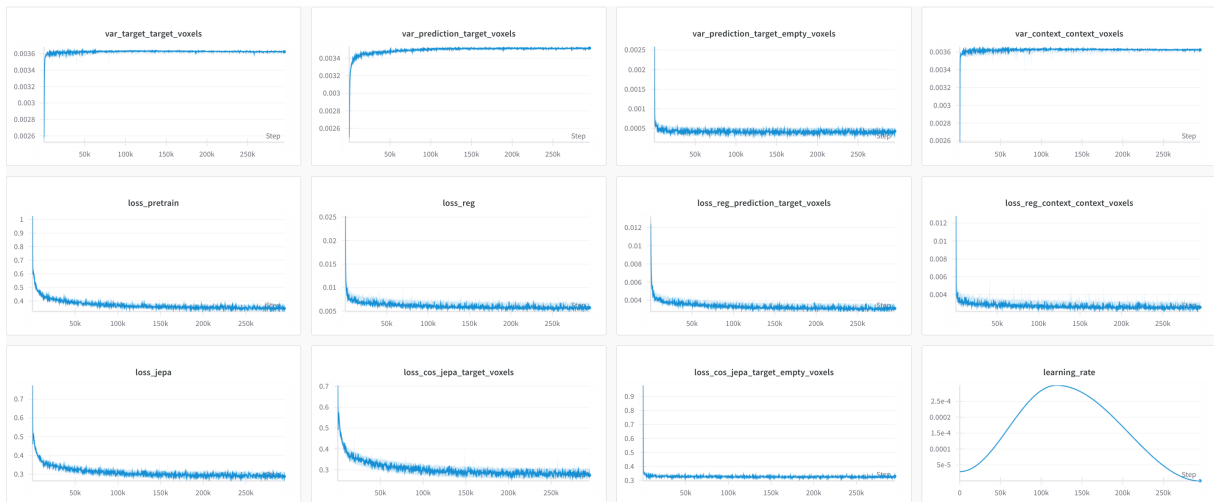 var_target_target_voxels
0.0036
0.0034
0.0032
0.003
0.0028
0.0026
Step
50k 100k 150k 200k 250k
var_prediction_target_voxels
0.0034
0.0032
0.003
0.0028
0.0026
Step
50k 100k 150k 200k 250k
var_prediction_target_empty_voxels
0.0025
0.002
0.0015
0.001
0.0005
50k 100k 150k 200k 250k
var_context_context_voxels
0.0036
0.0034
0.0032
0.003
0.0028
0.0026
Step
50k 100k 150k 200k 250k
loss_pretrain
1
0.9
0.8
0.7
0.6
0.5
0.4
50k 100k 150k 200k 250k
loss_reg
0.025
0.02
0.015
0.01
0.005
50k 100k 150k 200k 250k
loss_reg_prediction_target_voxels
0.012
0.01
0.008
0.006
0.004
Step
50k 100k 150k 200k 250k
loss_reg_context_context_voxels
0.012
0.01
0.008
0.006
0.004
Step
50k 100k 150k 200k 250k
loss_jepa
0.7
0.6
0.5
0.4
0.3
50k 100k 150k 200k 250k
loss_cos_jepa_target_voxels
0.7
0.6
0.5
0.4
0.3
50k 100k 150k 200k 250k
loss_cos_jepa_target_empty_voxels
0.9
0.8
0.7
0.6
0.5
0.4
0.3
Step
50k 100k 150k 200k 250k
learning_rate
2.5e-4
0.0002
1.5e-4
0.0001
5e-5
Step
0 50k 100k 150k 200k 250k